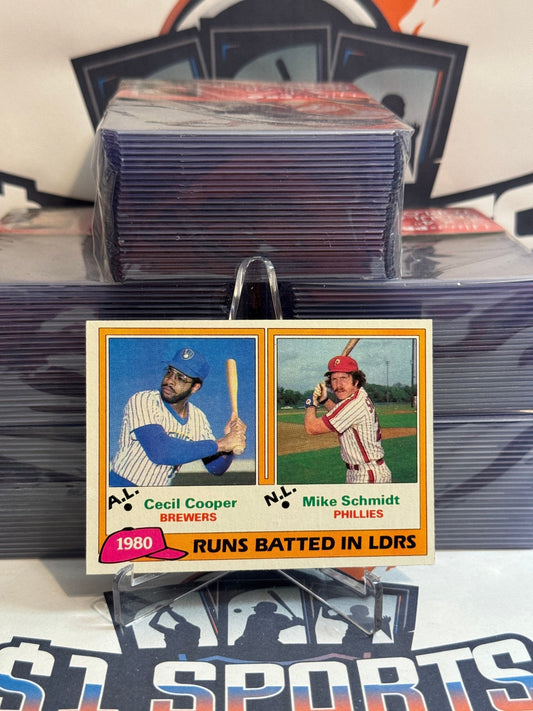 A.L. Cecil Cooper
BREWERS
N.L. Mike Schmidt
PHILLIES
1980 RUNS BATTED IN LDRS
$1 SPORTS